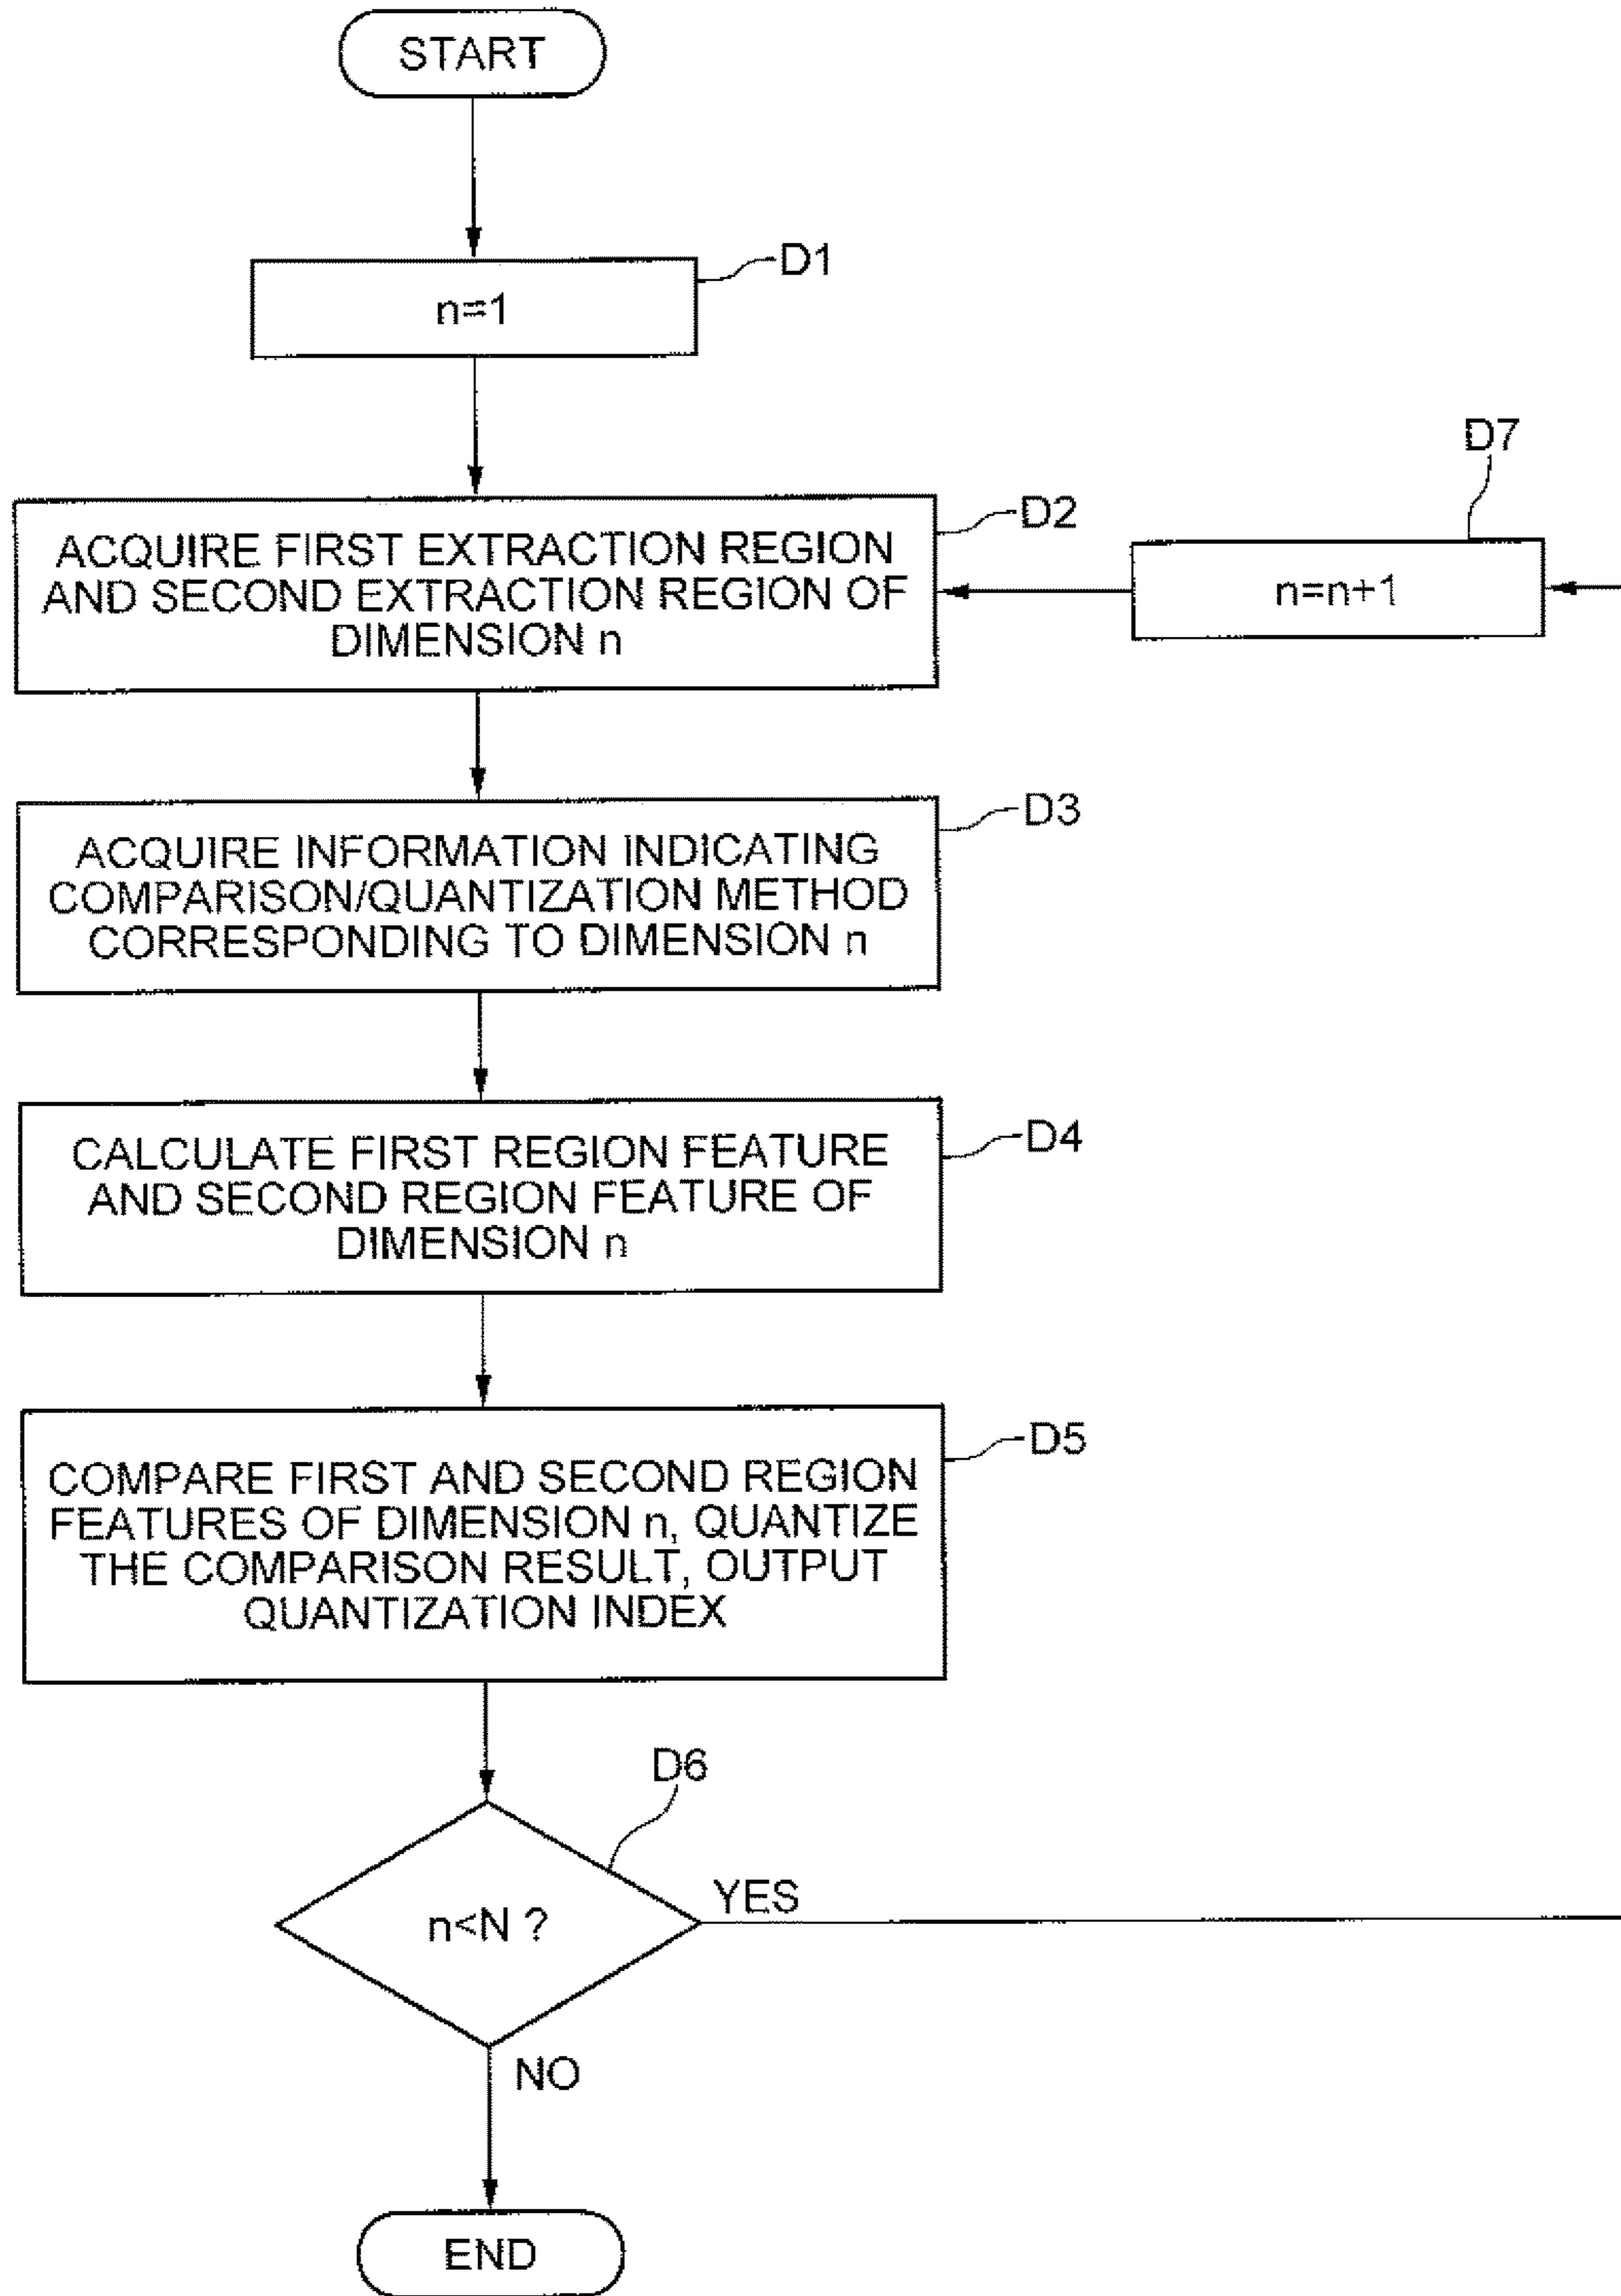 START
D1
n=1
D7
D2
ACQUIRE FIRST EXTRACTION REGION
AND SECOND EXTRACTION REGION OF
DIMENSION n
n=n+1
D3
ACQUIRE INFORMATION INDICATING
COMPARISON/QUANTIZATION METHOD
CORRESPONDING TO DIMENSION n
D4
CALCULATE FIRST REGION FEATURE
AND SECOND REGION FEATURE OF
DIMENSION n
D5
COMPARE FIRST AND SECOND REGION
FEATURES OF DIMENSION n, QUANTIZE
THE COMPARISON RESULT, OUTPUT
QUANTIZATION INDEX
D6
n<N ?
YES
NO
END